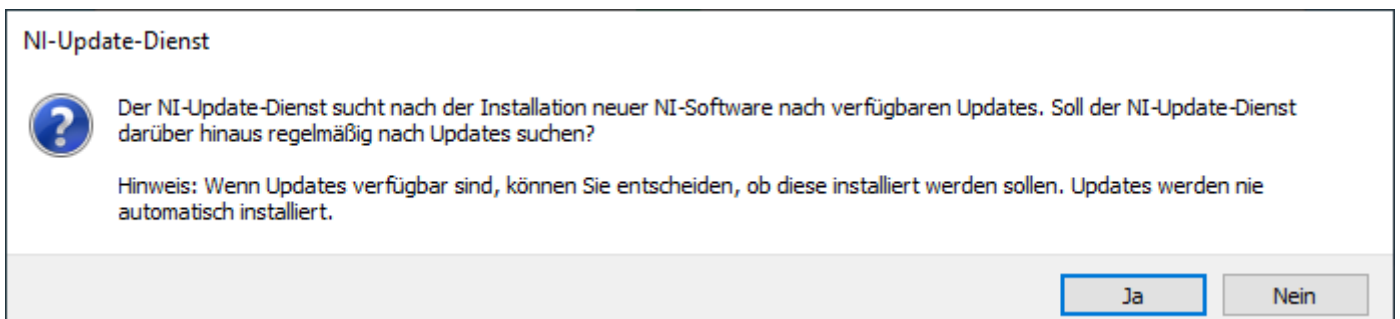 NI-Update-Dienst
Der NI-Update-Dienst sucht nach der Installation neuer NI-Software nach verfügbaren Updates. Soll der NI-Update-Dienst
darüber hinaus regelmäßig nach Updates suchen?
Hinweis: Wenn Updates verfügbar sind, können Sie entscheiden, ob diese installiert werden sollen. Updates werden nie
automatisch installiert.
Ja
Nein